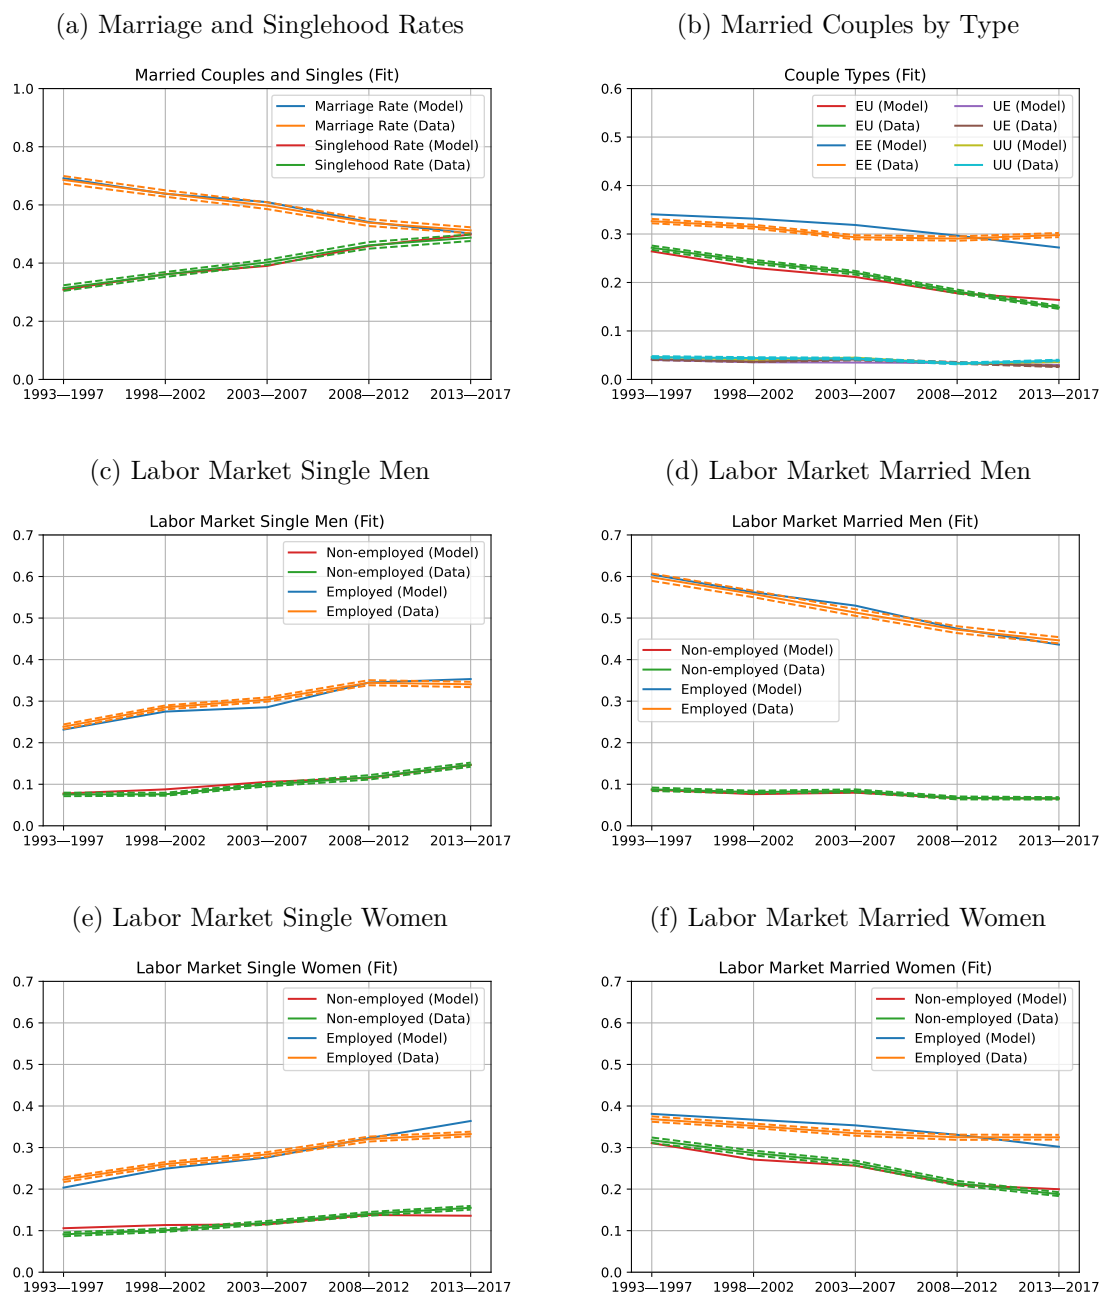 (a) Marriage and Singlehood Rates
Married Couples and Singles (Fit)
1.0
0.8
0.6
0.4
0.2
0.0
Marriage Rate (Model)
Marriage Rate (Data)
Singlehood Rate (Model)
Singlehood Rate (Data)
1993—1997 1998—2002 2003—2007 2008—2012 2013—2017
(b) Married Couples by Type
Couple Types (Fit)
0.6
0.5
0.4
0.3
0.2
0.1
0.0
EU (Model)
EU (Data)
EE (Model)
EE (Data)
UE (Model)
UE (Data)
UU (Model)
UU (Data)
1993—1997 1998—2002 2003—2007 2008—2012 2013—2017
(c) Labor Market Single Men
Labor Market Single Men (Fit)
0.7
0.6
0.5
0.4
0.3
0.2
0.1
0.0
Non-employed (Model)
Non-employed (Data)
Employed (Model)
Employed (Data)
1993—1997 1998—2002 2003—2007 2008—2012 2013—2017
(d) Labor Market Married Men
Labor Market Married Men (Fit)
0.7
0.6
0.5
0.4
0.3
0.2
0.1
0.0
Non-employed (Model)
Non-employed (Data)
Employed (Model)
Employed (Data)
1993—1997 1998—2002 2003—2007 2008—2012 2013—2017
(e) Labor Market Single Women
Labor Market Single Women (Fit)
0.7
0.6
0.5
0.4
0.3
0.2
0.1
0.0
Non-employed (Model)
Non-employed (Data)
Employed (Model)
Employed (Data)
1993—1997 1998—2002 2003—2007 2008—2012 2013—2017
(f) Labor Market Married Women
Labor Market Married Women (Fit)
0.7
0.6
0.5
0.4
0.3
0.2
0.1
0.0
Non-employed (Model)
Non-employed (Data)
Employed (Model)
Employed (Data)
1993—1997 1998—2002 2003—2007 2008—2012 2013—2017